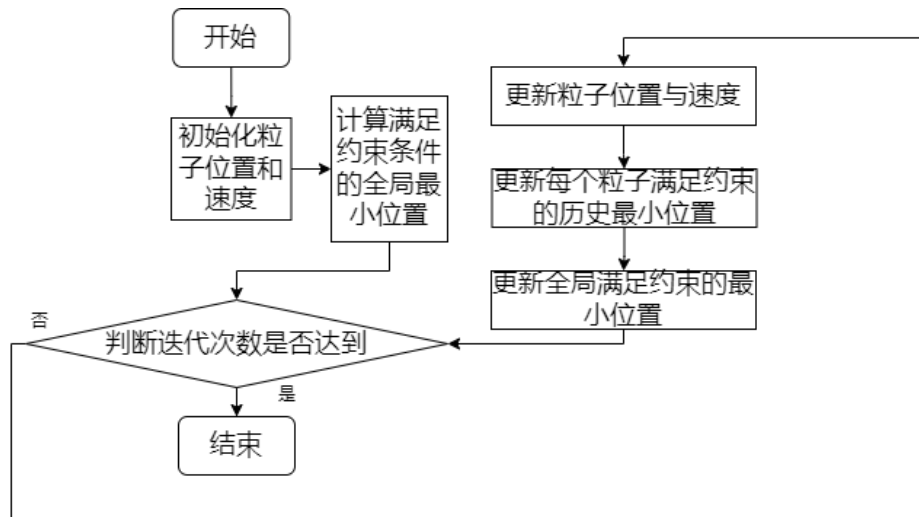 开始
初始化粒
子位置和
速度
计算满足
约束条件
的全局最
小位置
更新粒子位置与速度
更新每个粒子满足约束
的历史最小位置
更新全局满足约束的最
小位置
否
判断迭代次数是否达到
是
结束